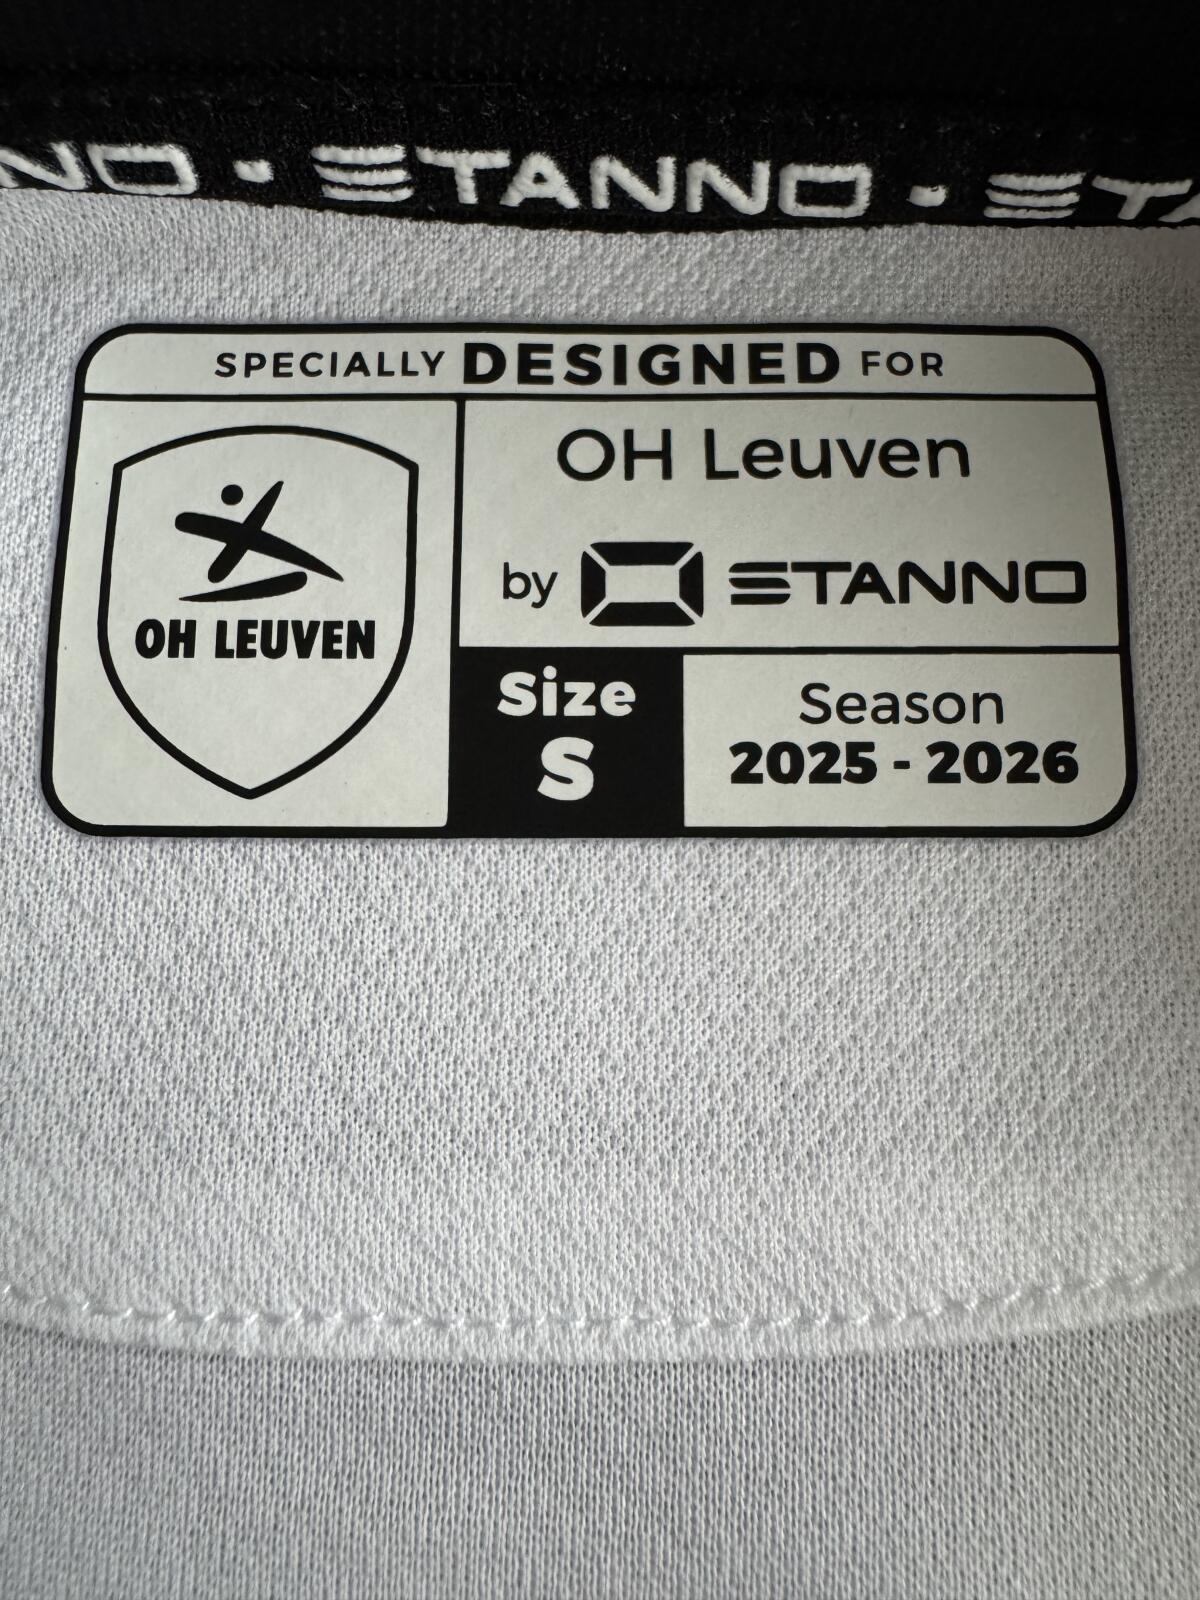 NO · STANNO · STA
SPECIALLY DESIGNED FOR
OH LEUVEN
OH Leuven
by STANNO
Size
S
Season
2025 - 2026